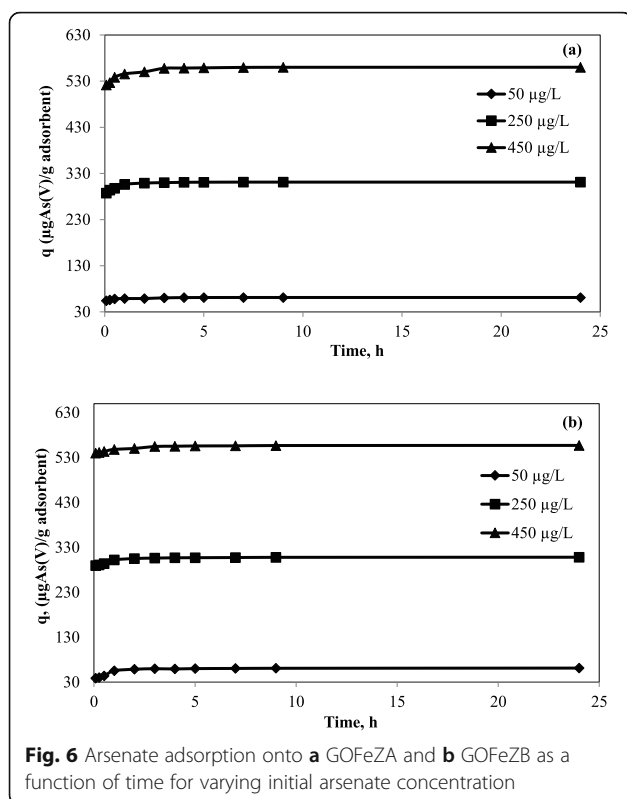 630
(a)
530
50 µg/L
430
250 µg/L
450 µg/L
330
230
130
30
0
5
10
15
20
25
q (µgAs(V)/g adsorbent)
Time, h
630
(b)
530
50 µg/L
430
250 µg/L
450 µg/L
330
230
130
30
0
5
10
15
20
25
q, (µgAs(V)/g adsorbent)
Time, h
Fig. 6 Arsenate adsorption onto a GOFeZA and b GOFeZB as a
function of time for varying initial arsenate concentration